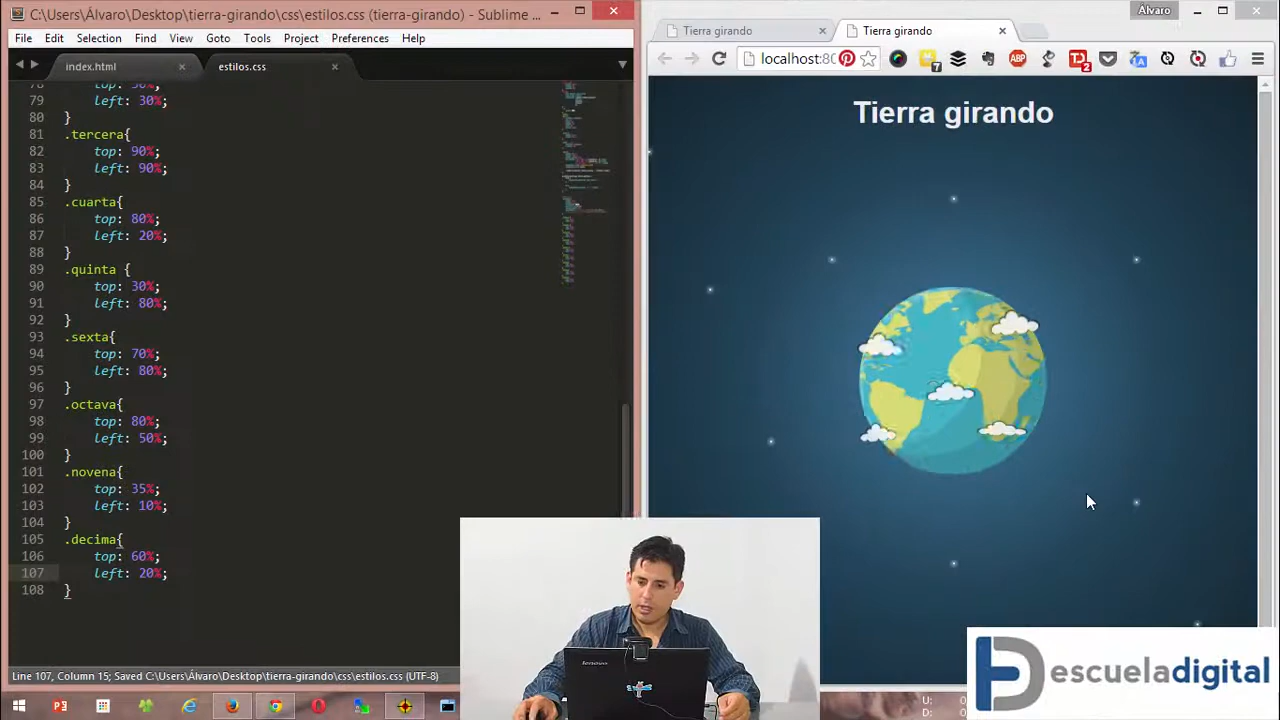 C:\Users\Álvaro\Desktop\tierra-girando\css\estilos.css (tierra-girando) - Sublime ...
File Edit Selection Find View Goto Tools Project Preferences Help
index.html
estilos.css
79 left: 30%;
80 }
81 .tercera{
82 top: 90%;
83 left: 90%;
84 }
85 .cuarta{
86 top: 80%;
87 left: 20%;
88 }
89 .quinta {
90 top: 30%;
91 left: 80%;
92 }
93 .sexta{
94 top: 70%;
95 left: 80%;
96 }
97 .octava{
98 top: 80%;
99 left: 50%;
100 }
101 .novena{
102 top: 35%;
103 left: 10%;
104 }
105 .decima{
106 top: 60%;
107 left: 20%;
108 }
Line 107, Column 15; Saved C:\Users\Álvaro\Desktop\tierra-girando\css\estilos.css (UTF-8)
Álvaro
Tierra girando
Tierra girando
localhost:80
7
ABP
2
Tierra girando
lenovo
escueladigital
U:
D: